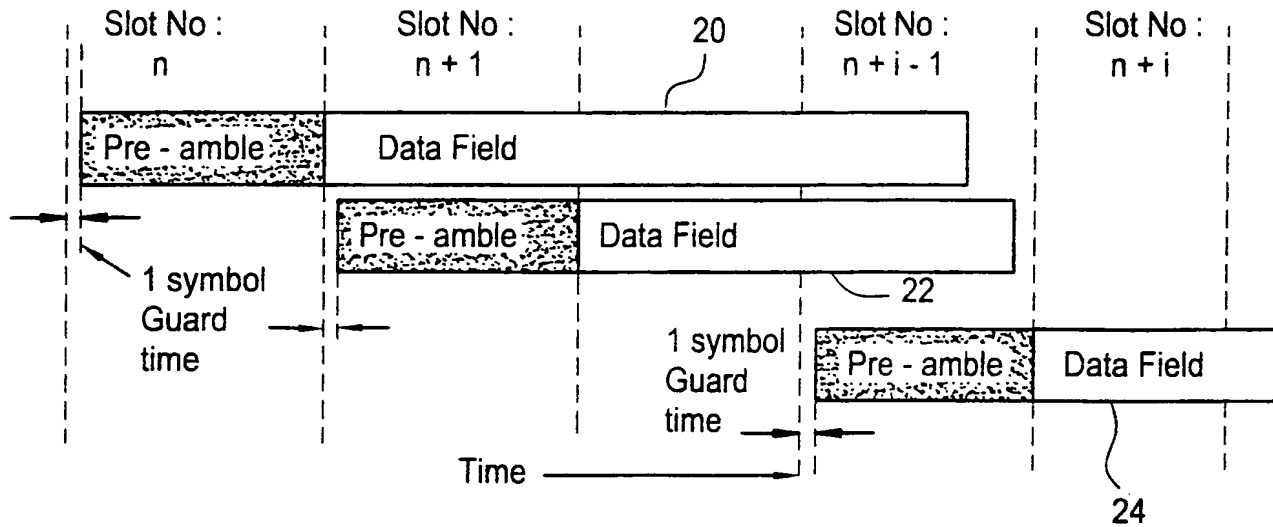 Slot No :
n
Slot No :
n + 1
20
Slot No :
n + i - 1
Slot No :
n + i
Pre - amble
Data Field
Pre - amble
Data Field
1 symbol
Guard
time
22
1 symbol
Guard
time
Pre - amble
Data Field
Time
24